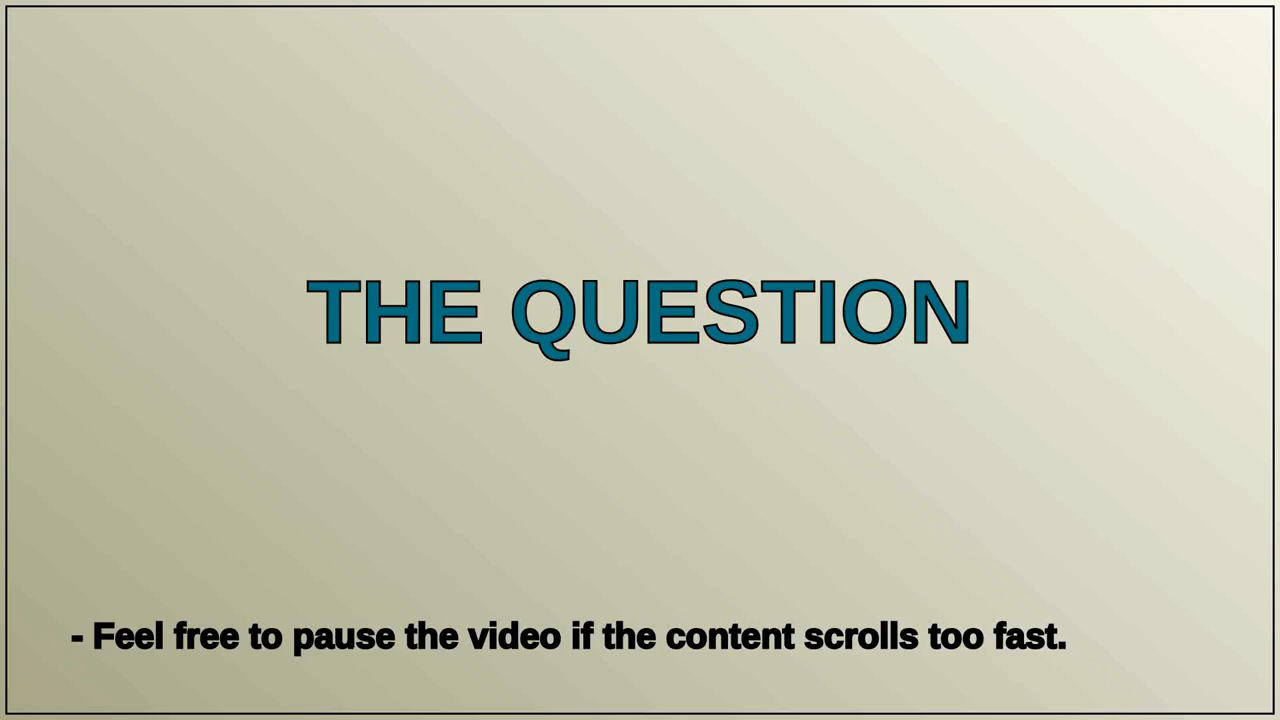 THE QUESTION
- Feel free to pause the video if the content scrolls too fast.